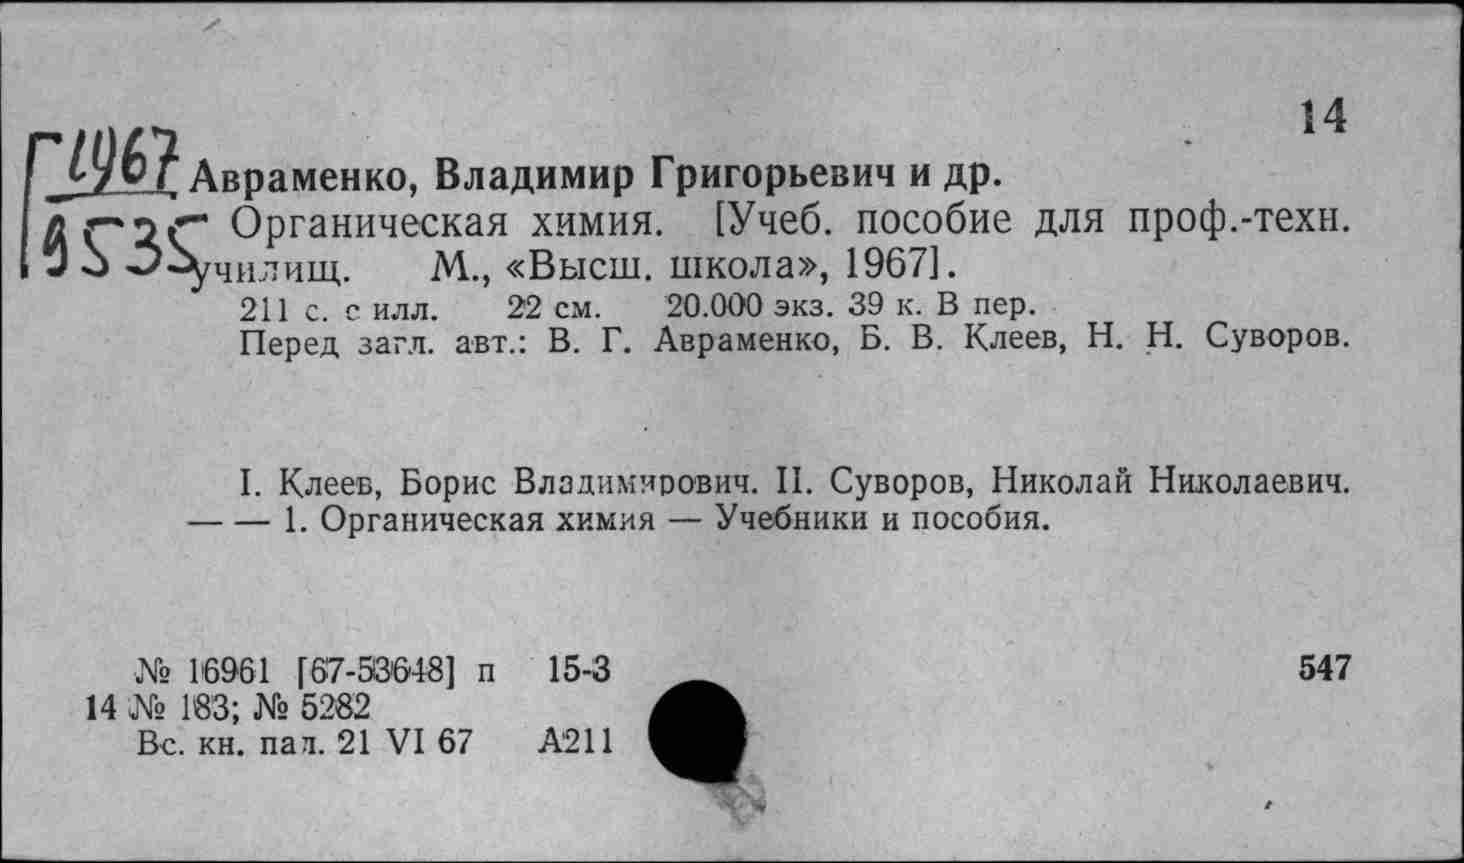 14
Г1967
Авраменко, Владимир Григорьевич и др.
Органическая химия. [Учеб. пособие для проф.-техн.
училищ. М., «Высш. школа», 1967].
211 с. с илл. 22 см. 20.000 экз. 39 к. В пер.
Перед загл. авт.: В. Г. Авраменко, Б. В. Клеев, Н. Н. Суворов.
I. Клеев, Борис Владимирович. II. Суворов, Николай Николаевич.
— — 1. Органическая химия — Учебники и пособия.
№ 16961 [67-53648] п 15-3
547
14 № 183; № 5282
Вс. кн. пал. 21 VI 67 А211